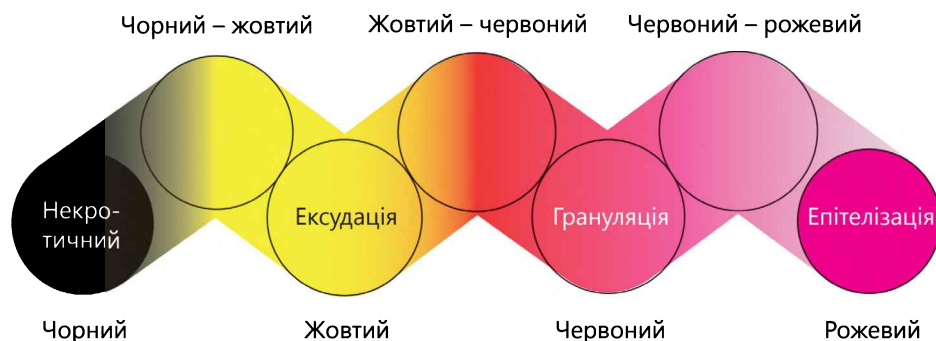 Чорний – жовтий
Жовтий – червоний
Червоний – рожевий
Некро-
тичний
Ексудація
Грануляція
Епітелізація
Чорний
Жовтий
Червоний
Рожевий